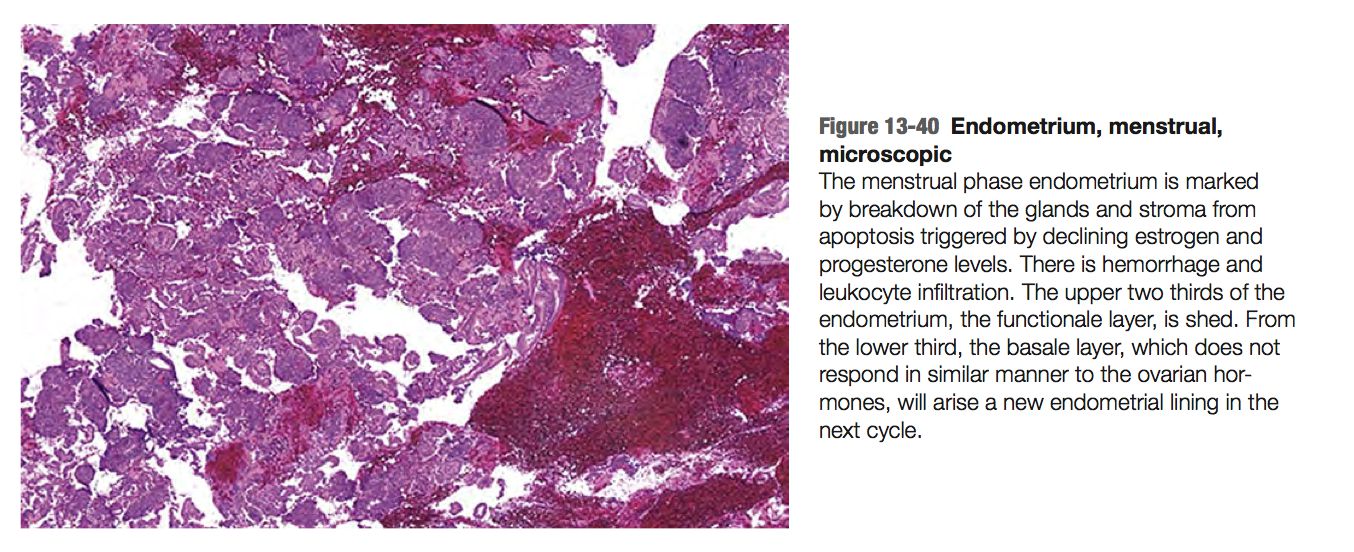 Figure 13-40 Endometrium, menstrual,
microscopic
The menstrual phase endometrium is marked
by breakdown of the glands and stroma from
apoptosis triggered by declining estrogen and
progesterone levels. There is hemorrhage and
leukocyte infiltration. The upper two thirds of the
endometrium, the functionale layer, is shed. From
the lower third, the basale layer, which does not
respond in similar manner to the ovarian hor-
mones, will arise a new endometrial lining in the
next cycle.